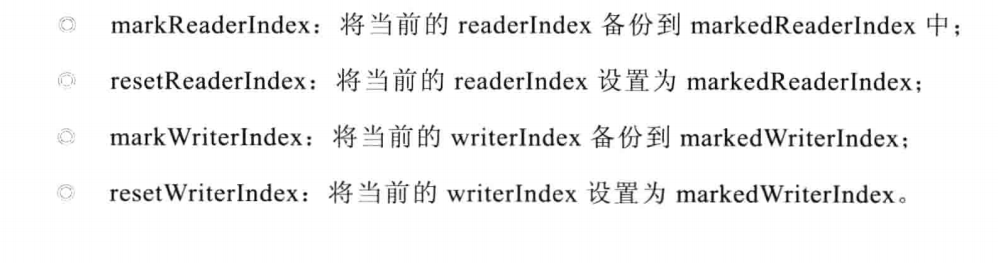 ◎ markReaderIndex：将当前的 readerIndex 备份到 markedReaderIndex 中；
◎ resetReaderIndex：将当前的 readerIndex 设置为 markedReaderIndex；
◎ markWriterIndex：将当前的 writerIndex 备份到 markedWriterIndex；
◎ resetWriterIndex：将当前的 writerIndex 设置为 markedWriterIndex。